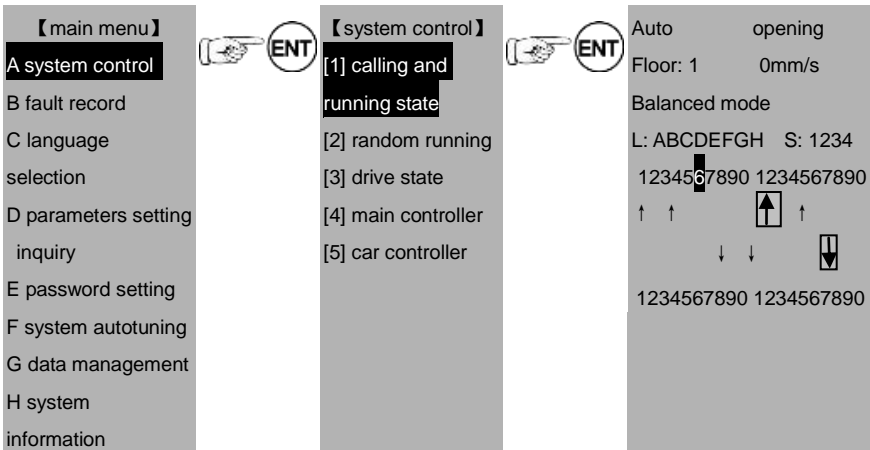 【main menu】
A system control
B fault record
C language
selection
D parameters setting
inquiry
E password setting
F system autotuning
G data management
H system
information
ENT
【system control】
[1] calling and
running state
[2] random running
[3] drive state
[4] main controller
[5] car controller
ENT
Auto opening
Floor: 1 0mm/s
Balanced mode
L: ABCDEFGH S: 1234
1234567890 1234567890
↑ ↑ ↑ ↑
↓ ↓ ↓
1234567890 1234567890